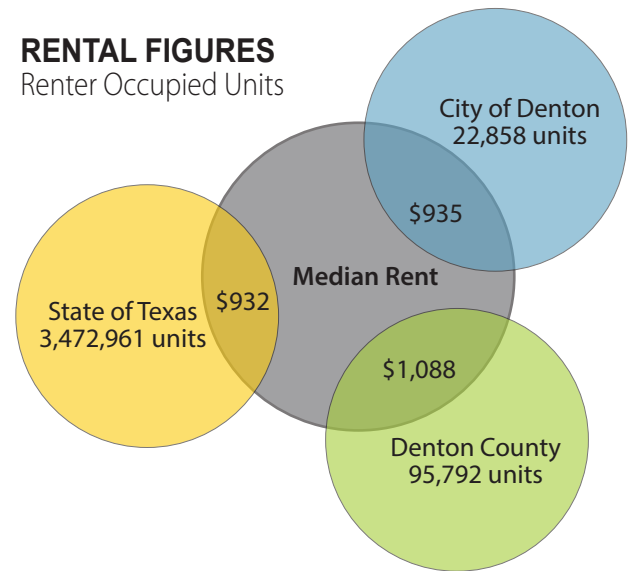 RENTAL FIGURES
Renter Occupied Units
City of Denton
22,858 units
$935
Median Rent
State of Texas
3,472,961 units
$932
$1,088
Denton County
95,792 units